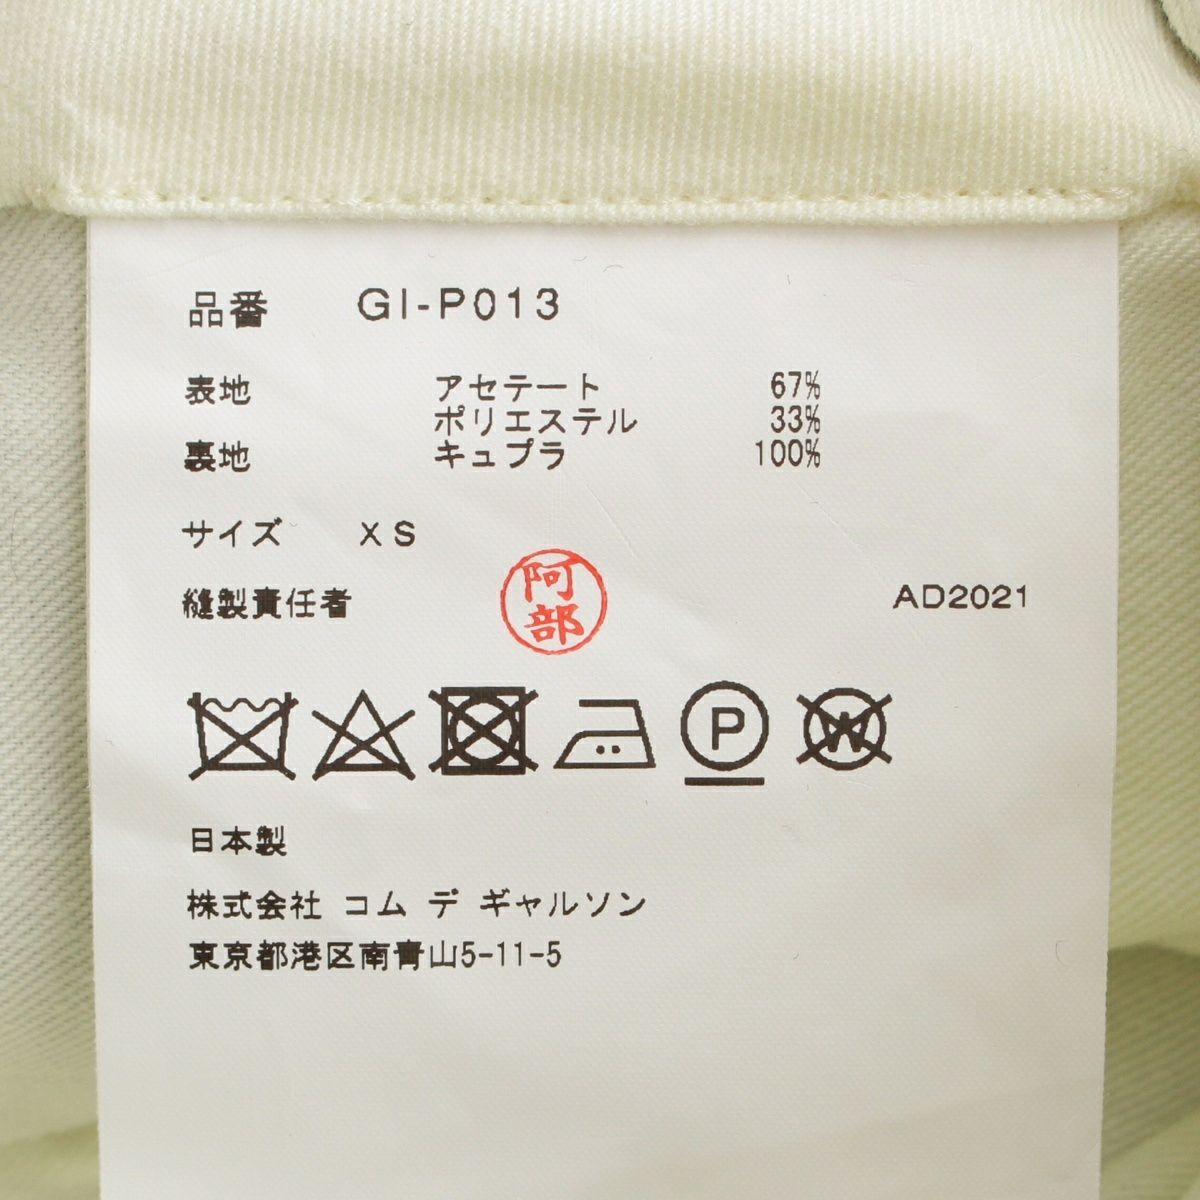 品番 GI-P013
表地 アセテート 67%
ポリエステル 33%
裏地 キュプラ 100%
サイズ XS
縫製責任者 阿部 AD2021
P W
日本製
株式会社 コム デ ギャルソン
東京都港区南青山5-11-5